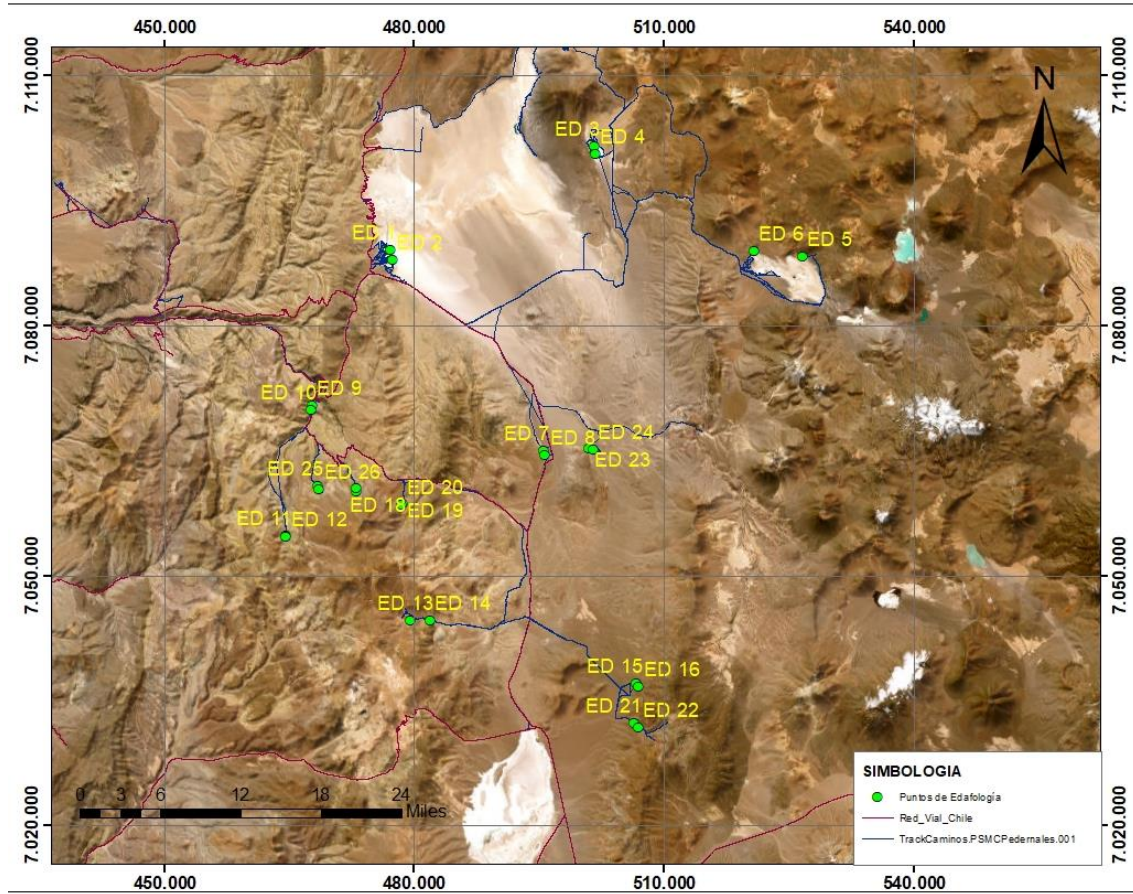 450.000 480.000 510.000 540.000
7.110.000 7.110.000
N
ED 3 ED 4
ED 1 ED 2
ED 6 ED 5
7.080.000 7.080.000
ED 10 ED 9
ED 7 ED 8 ED 24
ED 23
ED 25 ED 26
ED 18 ED 20
ED 19
ED 11 ED 12
7.050.000 7.050.000
ED 13 ED 14
ED 15 ED 16
ED 21 ED 22
SIMBOLOGIA
Puntos de Edafología
Red_Vial_Chile
TrackCaminos.PSMCPedernales.001
0 3 6 12 18 24
Miles
7.020.000 7.020.000
450.000 480.000 510.000 540.000